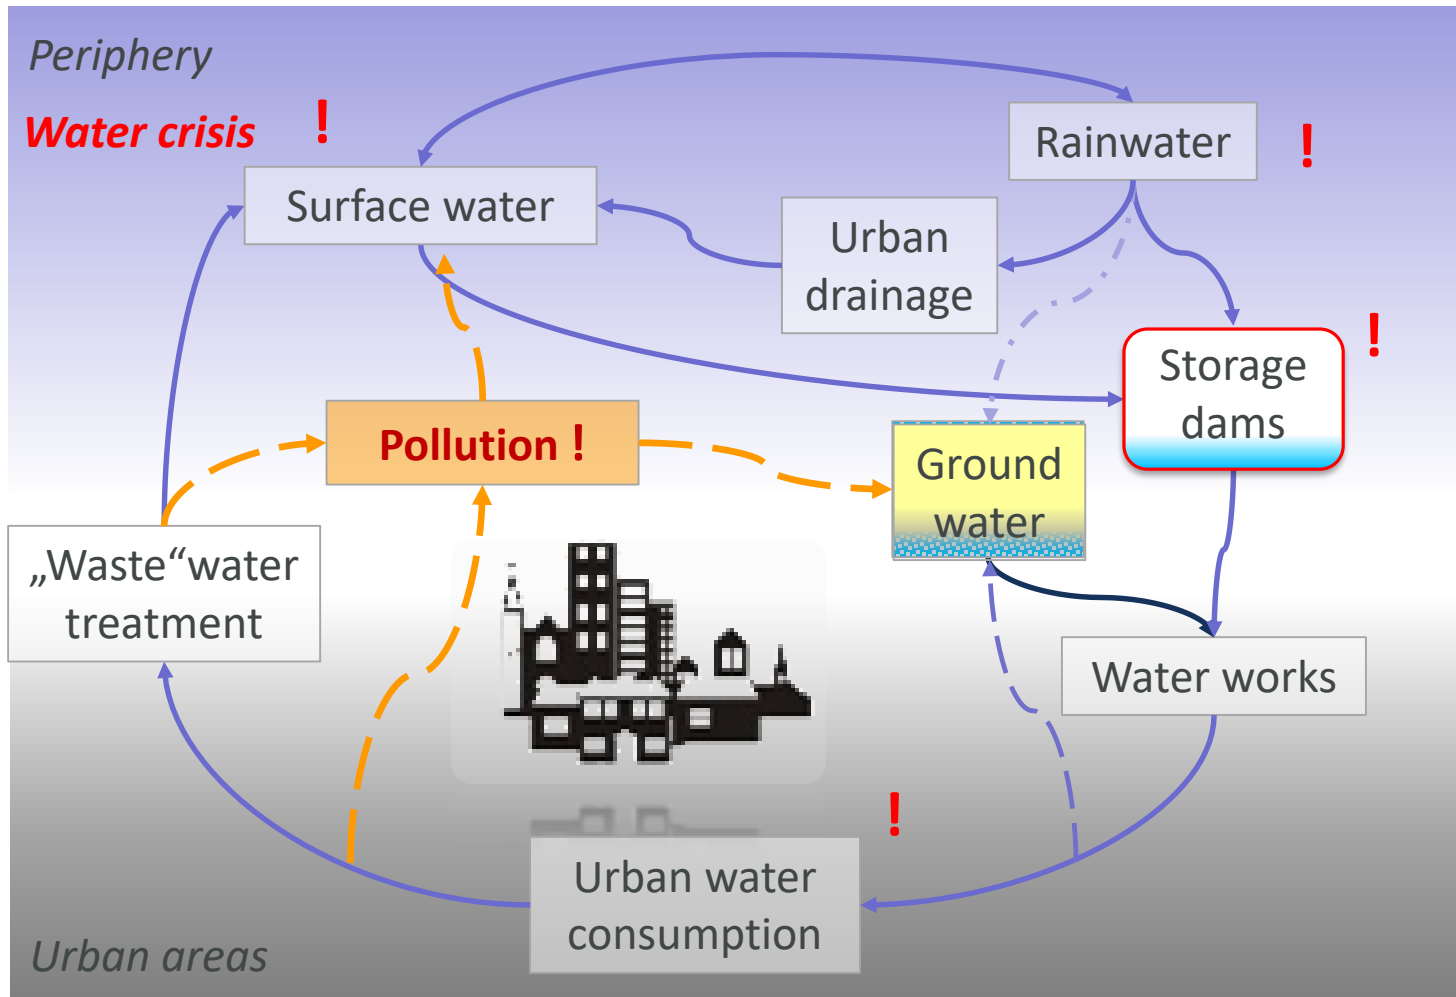 Periphery
Water crisis !
Rainwater
!
Surface water
Urban
drainage
!
Storage
dams
Pollution !
Ground
water
„Waste“water
treatment
Water works
!
Urban water
consumption
Urban areas